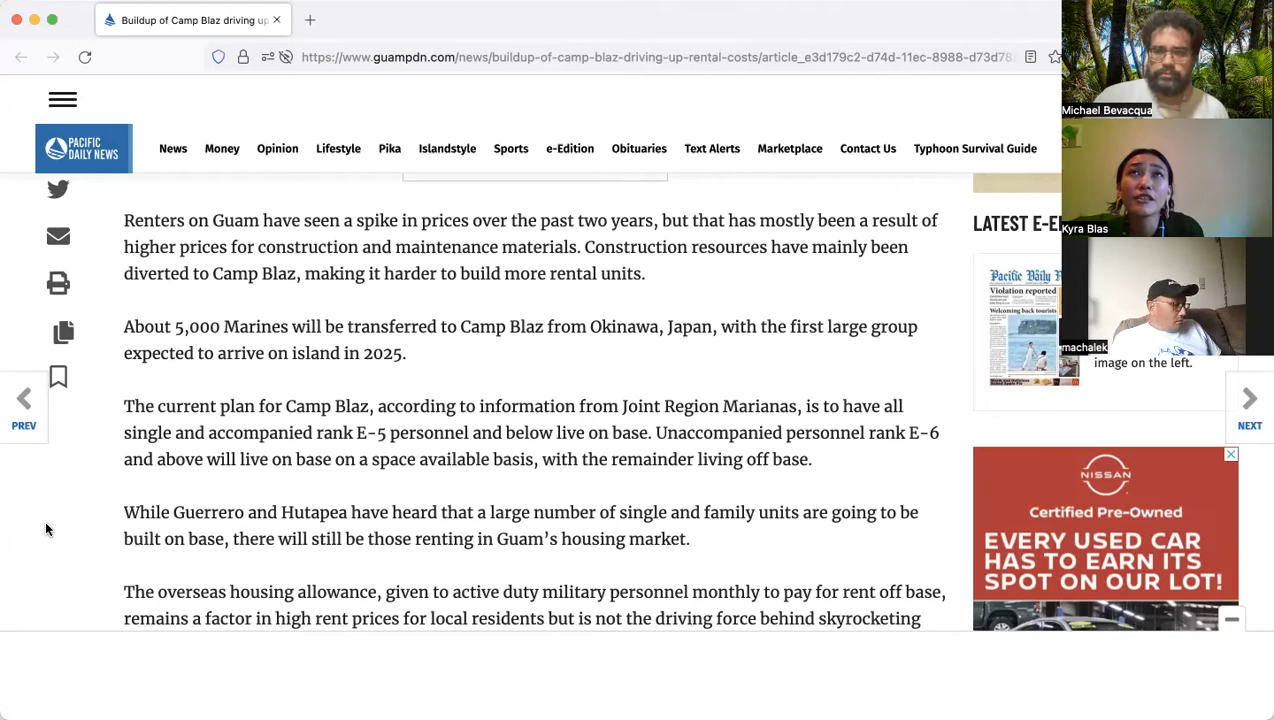 Buildup of Camp Blaz driving up
https://www.guampdn.com/news/buildup-of-camp-blaz-driving-up-rental-costs/article_e3d179c2-d74d-11ec-8988-d73d78
PACIFIC
DAILY NEWS
News Money Opinion Lifestyle Pika Islandstyle Sports e-Edition Obituaries Text Alerts Marketplace Contact Us Typhoon Survival Guide
Renters on Guam have seen a spike in prices over the past two years, but that has mostly been a result of
higher prices for construction and maintenance materials. Construction resources have mainly been
diverted to Camp Blaz, making it harder to build more rental units.
About 5,000 Marines will be transferred to Camp Blaz from Okinawa, Japan, with the first large group
expected to arrive on island in 2025.
The current plan for Camp Blaz, according to information from Joint Region Marianas, is to have all
single and accompanied rank E-5 personnel and below live on base. Unaccompanied personnel rank E-6
and above will live on base on a space available basis, with the remainder living off base.
While Guerrero and Hutapea have heard that a large number of single and family units are going to be
built on base, there will still be those renting in Guam's housing market.
The overseas housing allowance, given to active duty military personnel monthly to pay for rent off base,
remains a factor in high rent prices for local residents but is not the driving force behind skyrocketing
PREV
NEXT
LATEST E-E
Pacific Daily
Violation reported
Welcoming back tourists
image on the left.
NISSAN
Certified Pre-Owned
EVERY USED CAR
HAS TO EARN ITS
SPOT ON OUR LOT!
Michael Bevacqua
Kyra Blas
machalek